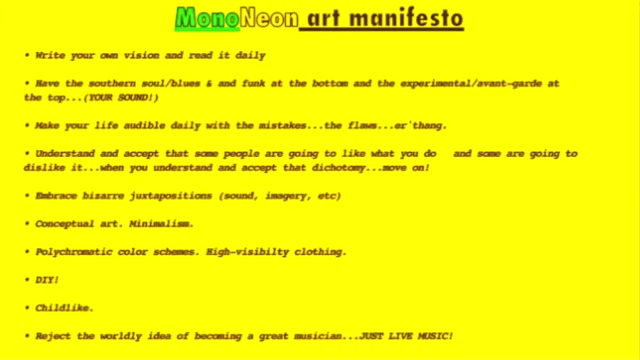 MonoNeon art manifesto
• Write your own vision and read it daily
• Have the southern soul/blues & and funk at the bottom and the experimental/avant-garde at
the top...(YOUR SOUND!)
• Make your life audible daily with the mistakes...the flaws...er'thang.
• Understand and accept that some people are going to like what you do and some are going to
dislike it...when you understand and accept that dichotomy...move on!
• Embrace bizarre juxtapositions (sound, imagery, etc)
• Conceptual art. Minimalism.
• Polychromatic color schemes. High-visibilty clothing.
• DIY!
• Childlike.
• Reject the worldly idea of becoming a great musician...JUST LIVE MUSIC!